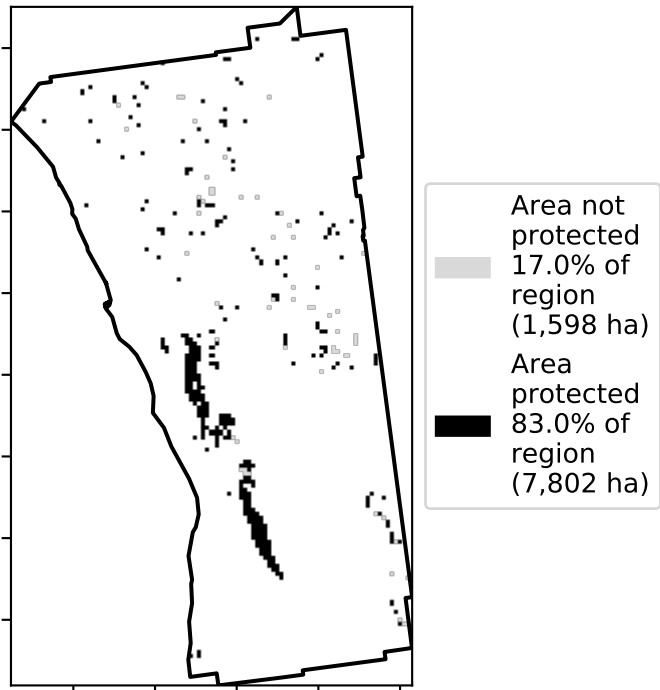 Area not
protected
17.0% of
region
(1,598 ha)
Area
protected
83.0% of
region
(7,802 ha)